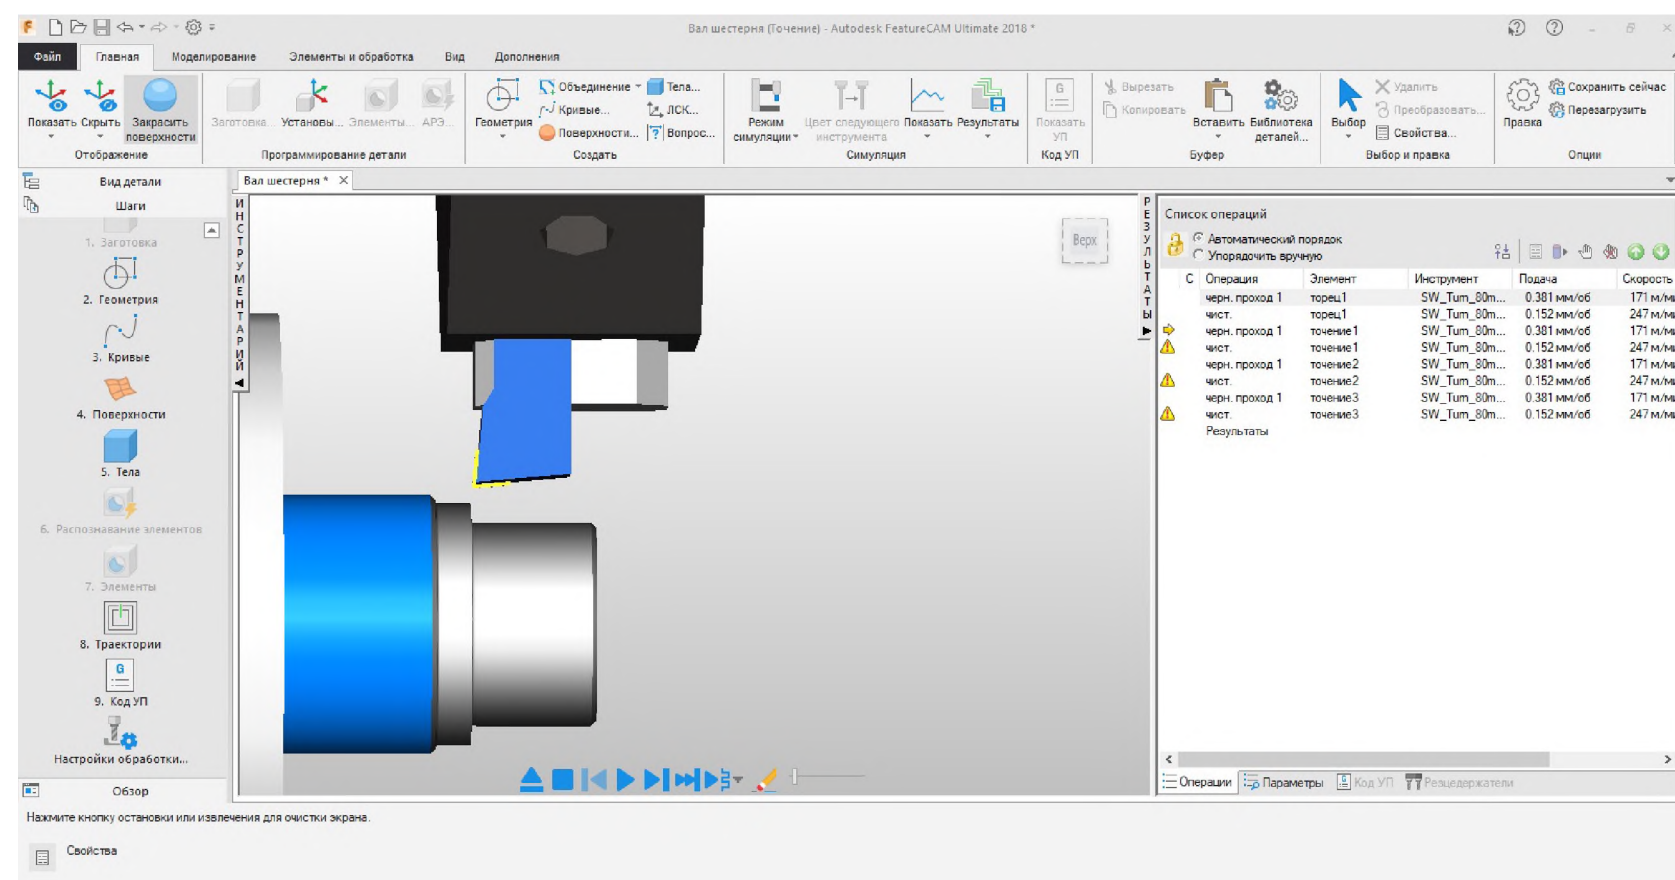 Вал шестерня (Точение) - Autodesk FeatureCAM Ultimate 2018 *
Файл Главная Моделирование Элементы и обработка Вид Дополнения
Показать Скрыть Закрасить поверхности
Отображение
Заготовка... Установы... Элементы... АРЭ...
Программирование детали
Геометрия
Объединение Тела...
Кривые... ЛСК...
Поверхности... Вопрос...
Создать
Режим симуляции
Цвет следующего инструмента
Показать Результаты
Симуляция
Показать УП
Код УП
Вырезать
Копировать
Вставить Библиотека деталей...
Буфер
Выбор
Удалить
Преобразовать...
Свойства...
Выбор и правка
Правка
Сохранить сейчас
Перезагрузить
Опции
Вид детали
Шаги
1. Заготовка
2. Геометрия
3. Кривые
4. Поверхности
5. Тела
6. Распознавание элементов
7. Элементы
8. Траектории
G
9. Код УП
Настройки обработки...
Обзор
Вал шестерня *
ИНСТРУМЕНТАРИЙ
Верх
РЕЗУЛЬТАТЫ
Список операций
Автоматический порядок
Упорядочить вручную
С Операция Элемент Инструмент Подача Скорость
черн. проход 1 торец1 SW_Turn_80m... 0.381 мм/об 171 м/ми
чист. торец1 SW_Turn_80m... 0.152 мм/об 247 м/ми
черн. проход 1 точение1 SW_Turn_80m... 0.381 мм/об 171 м/ми
чист. точение1 SW_Turn_80m... 0.152 мм/об 247 м/ми
черн. проход 1 точение2 SW_Turn_80m... 0.381 мм/об 171 м/ми
чист. точение2 SW_Turn_80m... 0.152 мм/об 247 м/ми
черн. проход 1 точение3 SW_Turn_80m... 0.381 мм/об 171 м/ми
чист. точение3 SW_Turn_80m... 0.152 мм/об 247 м/ми
Результаты
Операции Параметры Код УП Резцедержатели
Нажмите кнопку остановки или извлечения для очистки экрана.
Свойства